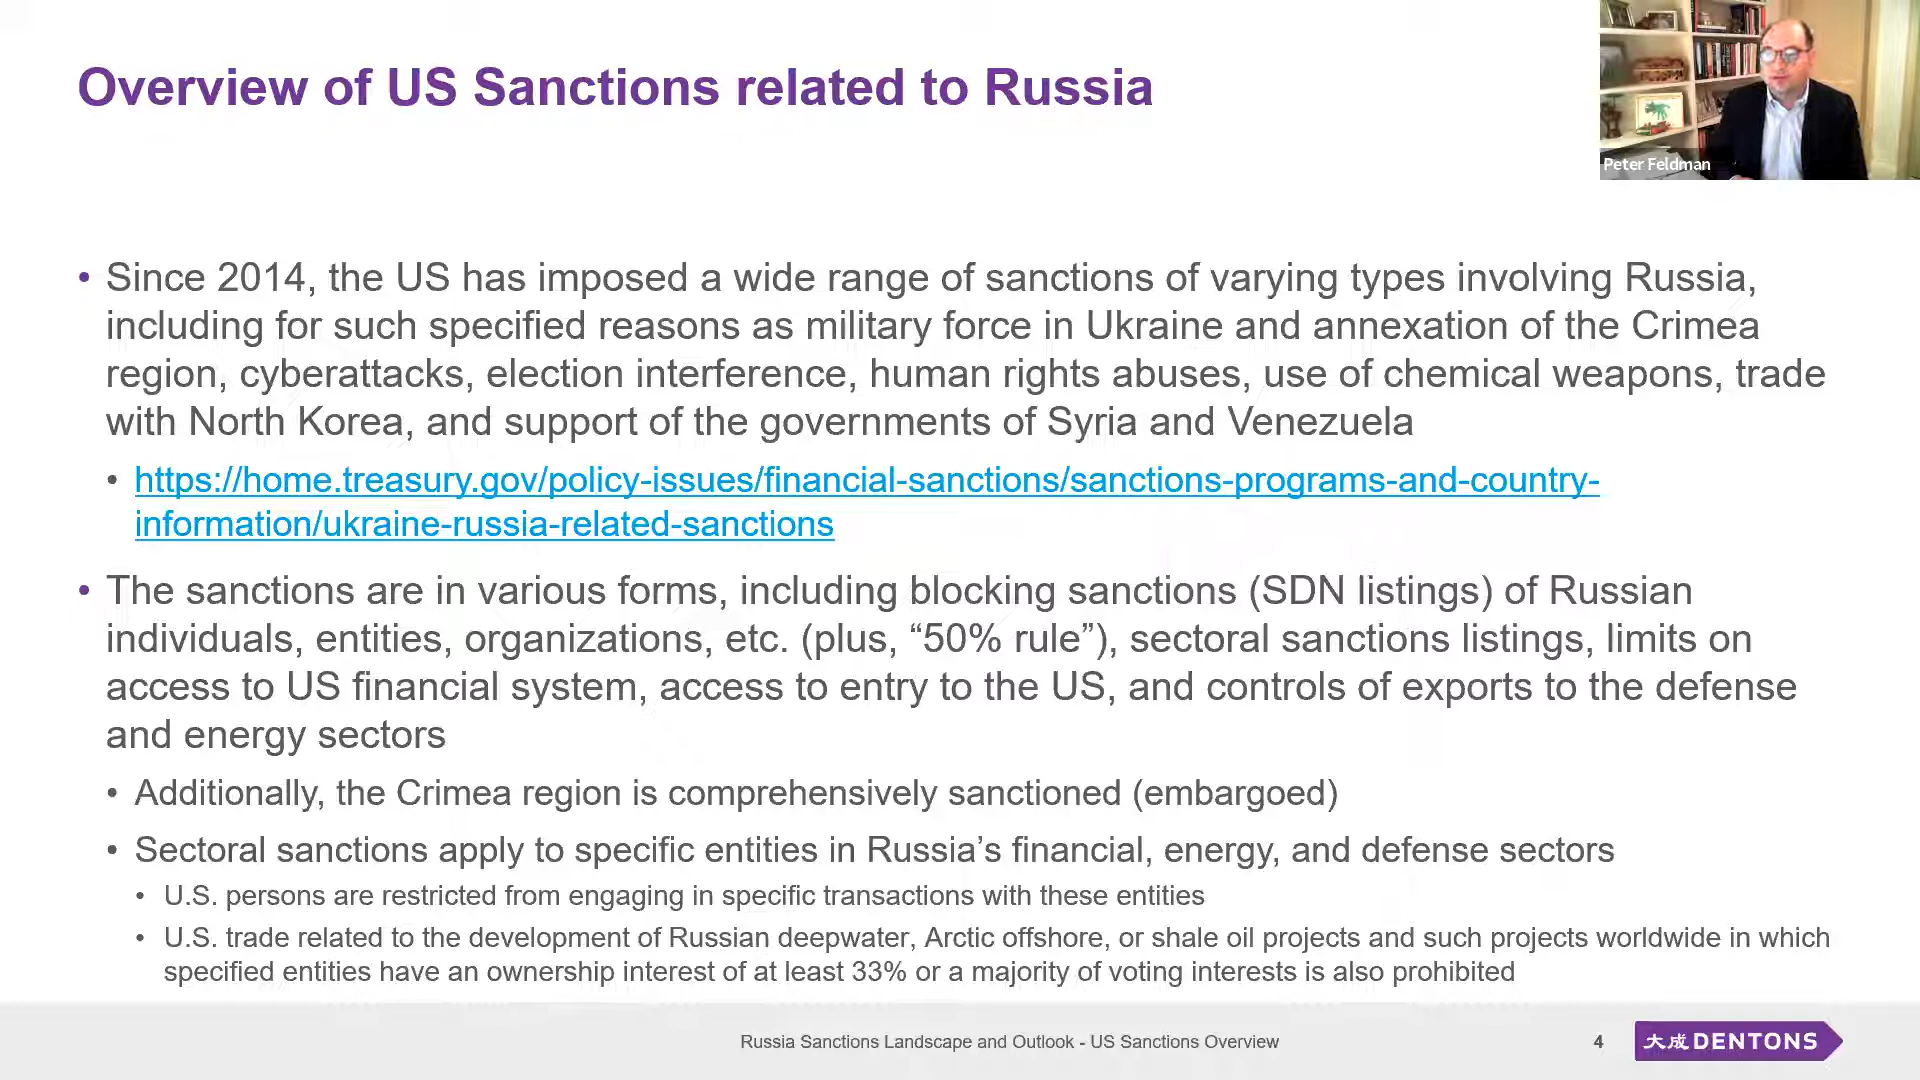 Overview of US Sanctions related to Russia
Peter Feldman
• Since 2014, the US has imposed a wide range of sanctions of varying types involving Russia,
including for such specified reasons as military force in Ukraine and annexation of the Crimea
region, cyberattacks, election interference, human rights abuses, use of chemical weapons, trade
with North Korea, and support of the governments of Syria and Venezuela
• https://home.treasury.gov/policy-issues/financial-sanctions/sanctions-programs-and-country-
information/ukraine-russia-related-sanctions
• The sanctions are in various forms, including blocking sanctions (SDN listings) of Russian
individuals, entities, organizations, etc. (plus, “50% rule”), sectoral sanctions listings, limits on
access to US financial system, access to entry to the US, and controls of exports to the defense
and energy sectors
• Additionally, the Crimea region is comprehensively sanctioned (embargoed)
• Sectoral sanctions apply to specific entities in Russia’s financial, energy, and defense sectors
• U.S. persons are restricted from engaging in specific transactions with these entities
• U.S. trade related to the development of Russian deepwater, Arctic offshore, or shale oil projects and such projects worldwide in which
specified entities have an ownership interest of at least 33% or a majority of voting interests is also prohibited
Russia Sanctions Landscape and Outlook - US Sanctions Overview
4
大成 DENTONS